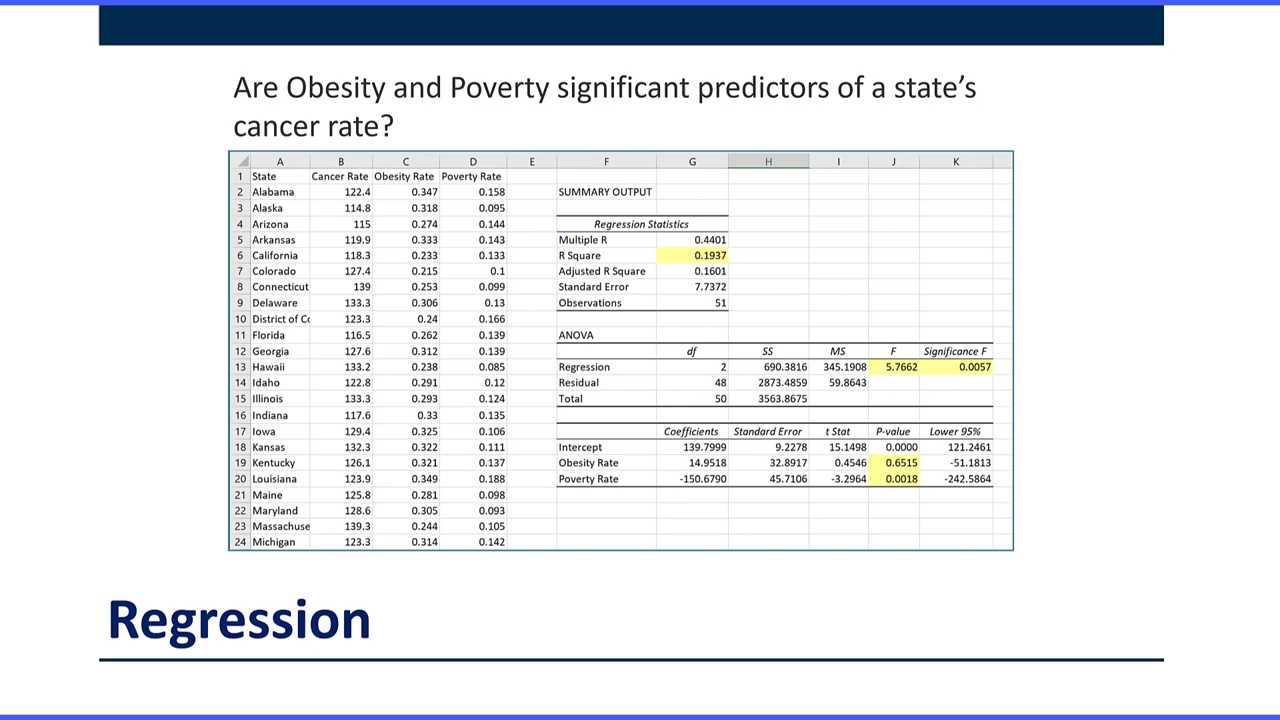 Are Obesity and Poverty significant predictors of a state's
cancer rate?
A B C D E F G H I J K
1 State Cancer Rate Obesity Rate Poverty Rate
2 Alabama 122.4 0.347 0.158 SUMMARY OUTPUT
3 Alaska 114.8 0.318 0.095
4 Arizona 115 0.274 0.144 Regression Statistics
5 Arkansas 119.9 0.333 0.143 Multiple R 0.4401
6 California 118.3 0.233 0.133 R Square 0.1937
7 Colorado 127.4 0.215 0.1 Adjusted R Square 0.1601
8 Connecticut 139 0.253 0.099 Standard Error 7.7372
9 Delaware 133.3 0.306 0.13 Observations 51
10 District of Cc 123.3 0.24 0.166
11 Florida 116.5 0.262 0.139 ANOVA
12 Georgia 127.6 0.312 0.139 df SS MS F Significance F
13 Hawaii 133.2 0.238 0.085 Regression 2 690.3816 345.1908 5.7662 0.0057
14 Idaho 122.8 0.291 0.12 Residual 48 2873.4859 59.8643
15 Illinois 133.3 0.293 0.124 Total 50 3563.8675
16 Indiana 117.6 0.33 0.135
17 Iowa 129.4 0.325 0.106 Coefficients Standard Error t Stat P-value Lower 95%
18 Kansas 132.3 0.322 0.111 Intercept 139.7999 9.2278 15.1498 0.0000 121.2461
19 Kentucky 126.1 0.321 0.137 Obesity Rate 14.9518 32.8917 0.4546 0.6515 -51.1813
20 Louisiana 123.9 0.349 0.188 Poverty Rate -150.6790 45.7106 -3.2964 0.0018 -242.5864
21 Maine 125.8 0.281 0.098
22 Maryland 128.6 0.305 0.093
23 Massachuse 139.3 0.244 0.105
24 Michigan 123.3 0.314 0.142
Regression